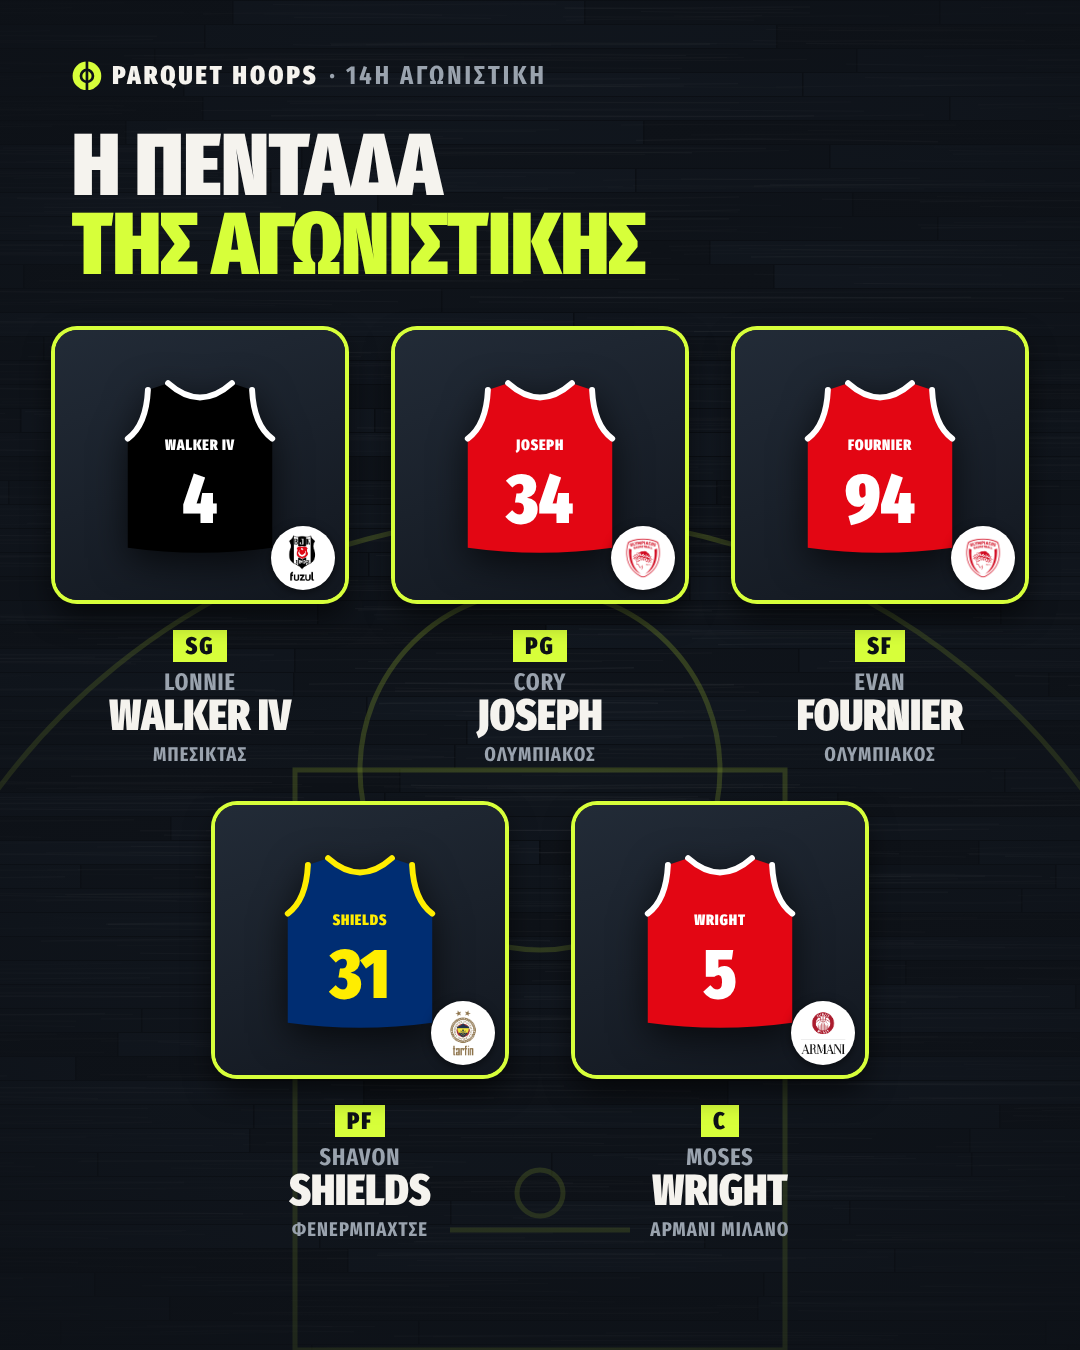 PARQUET HOOPS · 14Η ΑΓΩΝΙΣΤΙΚΗ
Η ΠΕΝΤΑΔΑ
ΤΗΣ ΑΓΩΝΙΣΤΙΚΗΣ
WALKER IV
4
fuzul
JOSEPH
34
FOURNIER
94
SG
LONNIE
WALKER IV
ΜΠΕΣΙΚΤΑΣ
PG
CORY
JOSEPH
ΟΛΥΜΠΙΑΚΟΣ
SF
EVAN
FOURNIER
ΟΛΥΜΠΙΑΚΟΣ
SHIELDS
31
tarfin
WRIGHT
5
ARMANI
PF
SHAVON
SHIELDS
ΦΕΝΕΡΜΠΑΧΤΣΕ
C
MOSES
WRIGHT
ΑΡΜΑΝΙ ΜΙΛΑΝΟ